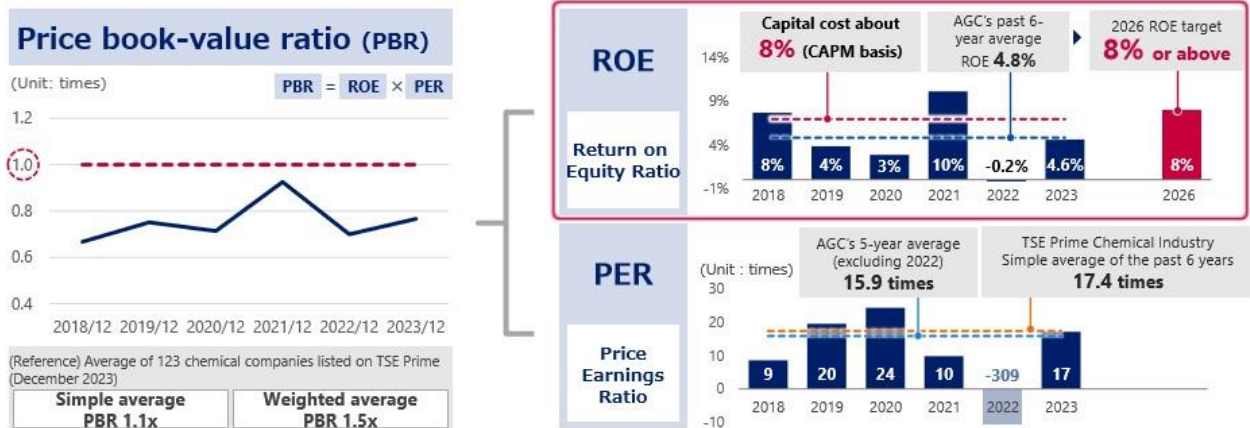 Price book-value ratio (PBR)
(Unit: times)
PBR = ROE × PER
1.2
1.0
0.8
0.6
0.4
2018/12 2019/12 2020/12 2021/12 2022/12 2023/12
(Reference) Average of 123 chemical companies listed on TSE Prime
(December 2023)
Simple average
PBR 1.1x
Weighted average
PBR 1.5x
ROE
Return on
Equity Ratio
Capital cost about
8% (CAPM basis)
AGC's past 6-
year average
ROE 4.8%
2026 ROE target
8% or above
14%
9%
4%
-1%
8% 4% 3% 10% -0.2% 4.6% 8%
2018 2019 2020 2021 2022 2023 2026
PER
Price
Earnings
Ratio
(Unit : times)
AGC's 5-year average
(excluding 2022)
15.9 times
TSE Prime Chemical Industry
Simple average of the past 6 years
17.4 times
30
20
10
0
-10
9 20 24 10 -309 17
2018 2019 2020 2021 2022 2023